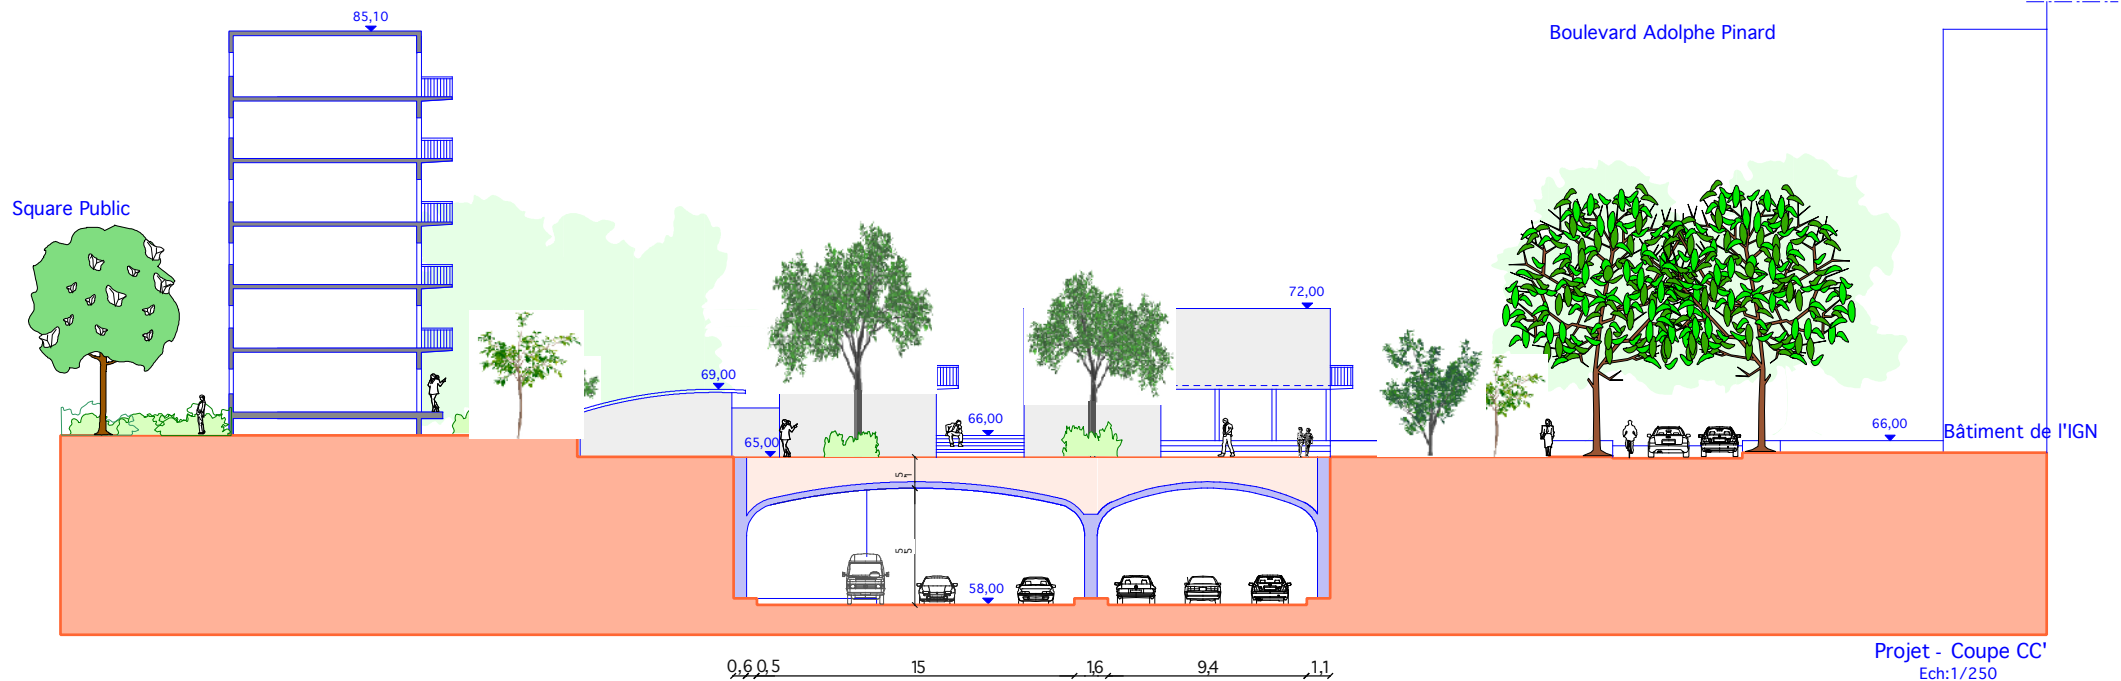 85,10
Boulevard Adolphe Pinard
Square Public
72,00
69,00
66,00
66,00
Bâtiment de l'IGN
65,00
58,00
0,6 0,5 15 1,6 9,4 1,1
Projet - Coupe CC'
Ech:1/250